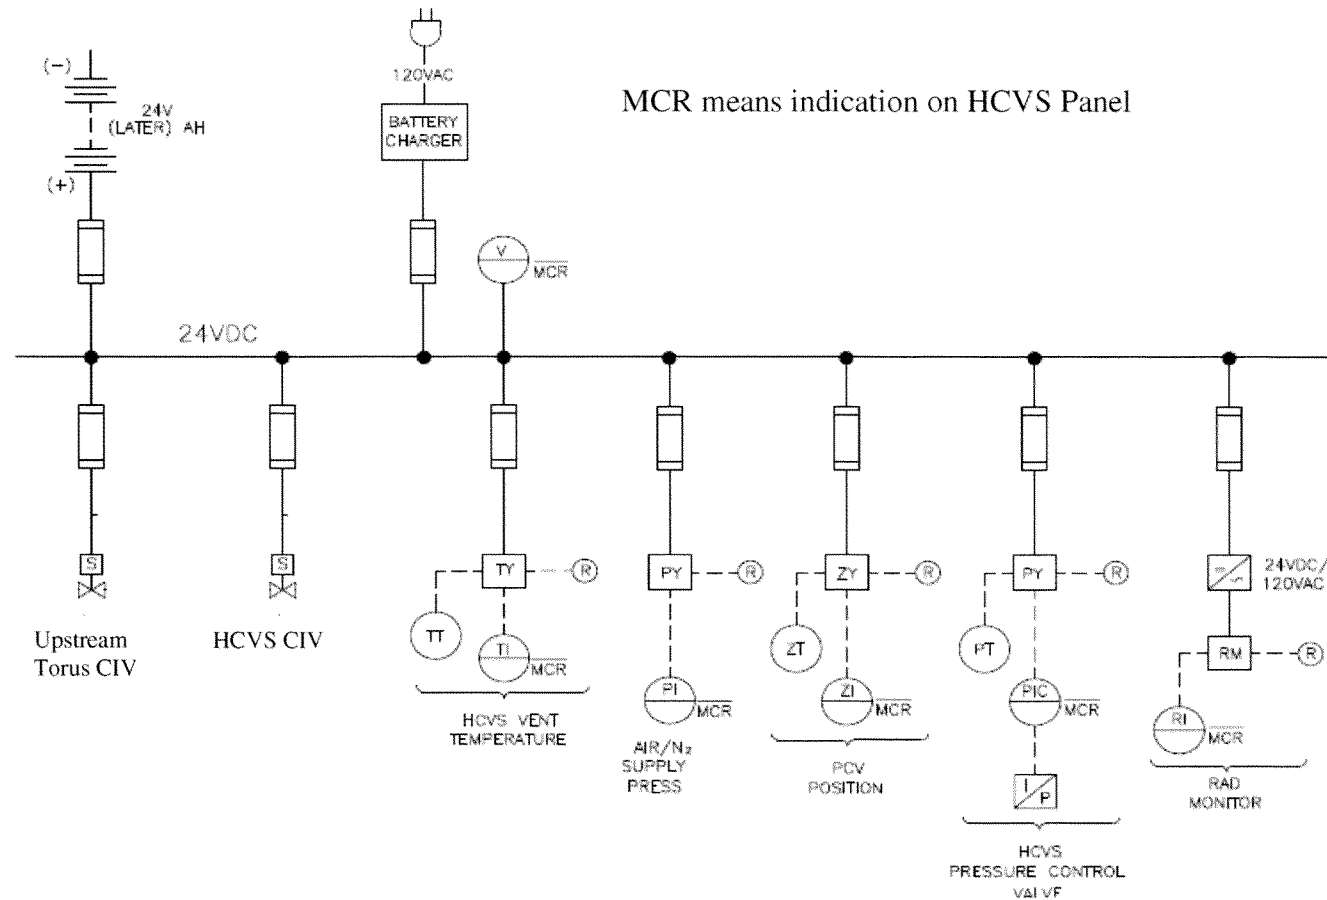 (-)
24V
(LATER) AH
(+)
120VAC
BATTERY
CHARGER
MCR means indication on HCVS Panel
V
MCR
24VDC
S
S
TY
R
PY
R
ZY
R
PY
R
24VDC/
120VAC
TT
TI
MCR
ZT
PT
RM
R
Upstream
Torus CIV
HCVS CIV
PI
MCR
ZI
MCR
PIC
MCR
RI
MCR
HCVS VENT
TEMPERATURE
AIR/N₂
SUPPLY
PRESS
PCV
POSITION
I
P
RAD
MONITOR
HCVS
PRESSURE CONTROL
VALVE